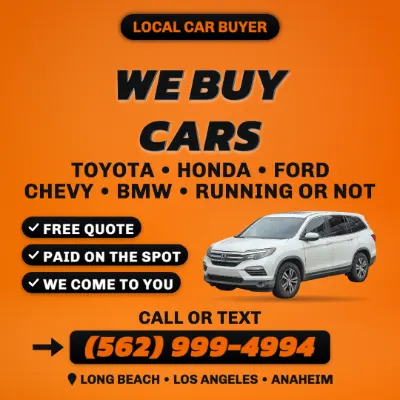 LOCAL CAR BUYER
WE BUY
CARS
TOYOTA • HONDA • FORD
CHEVY • BMW • RUNNING OR NOT
FREE QUOTE
PAID ON THE SPOT
WE COME TO YOU
CALL OR TEXT
(562) 999-4994
LONG BEACH • LOS ANGELES • ANAHEIM